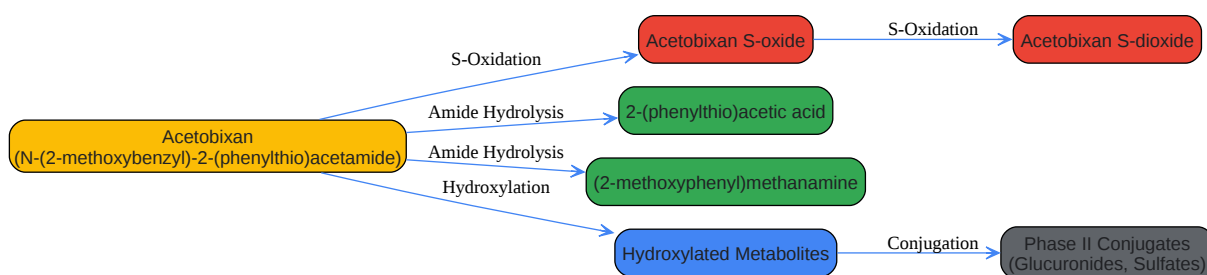 S-Oxidation
Acetobixan S-oxide
S-Oxidation
Acetobixan S-dioxide
Acetobixan
(N-(2-methoxybenzyl)-2-(phenylthio)acetamide)
Amide Hydrolysis
2-(phenylthio)acetic acid
Amide Hydrolysis
(2-methoxyphenyl)methanamine
Hydroxylation
Hydroxylated Metabolites
Conjugation
Phase II Conjugates
(Glucuronides, Sulfates)